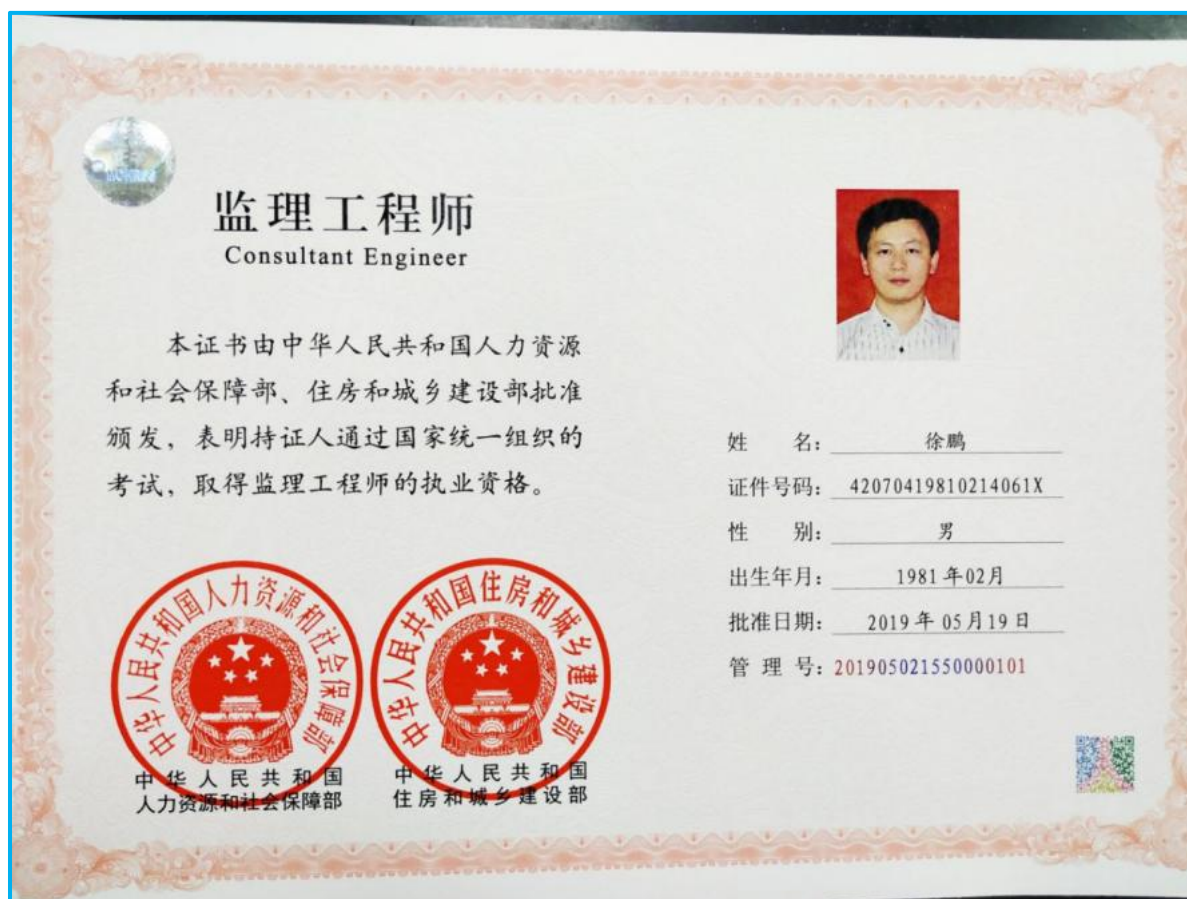 监理工程师
Consultant Engineer
本证书由中华人民共和国人力资源
和社会保障部、住房和城乡建设部批准
颁发，表明持证人通过国家统一组织的
考试，取得监理工程师的执业资格。
中华人民共和国人力资源和社会保障部
中华人民共和国住房和城乡建设部
中华人民共和国
人力资源和社会保障部
中华人民共和国
住房和城乡建设部
姓 名： 徐鹏
证件号码： 42070419810214061X
性 别： 男
出生年月： 1981年02月
批准日期： 2019年05月19日
管 理 号：201905021550000101